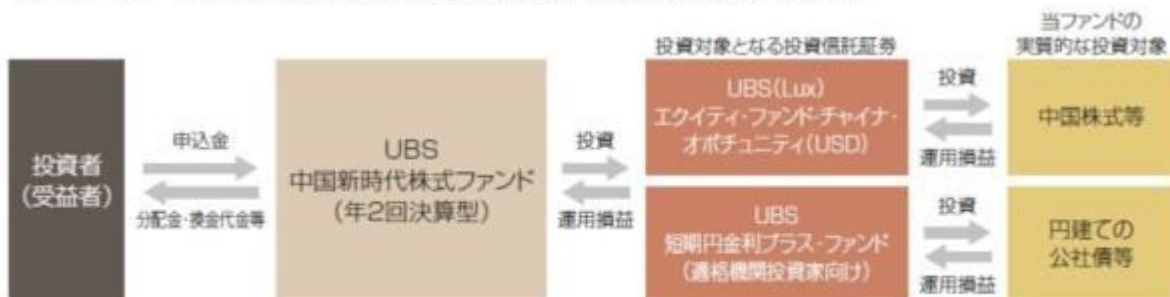 当ファンドの
実質的な投資対象
投資対象となる投資信託証券
投資者
(受益者)
申込金
分配金・換金代金等
UBS
中国新時代株式ファンド
(年2回決算型)
投資
運用損益
UBS(Lux)
エクイティ・ファンド-チャイナ・
オポチュニティ(USD)
投資
運用損益
中国株式等
UBS
短期円金利プラス・ファンド
(適格機関投資家向け)
投資
運用損益
円建ての
公社債等